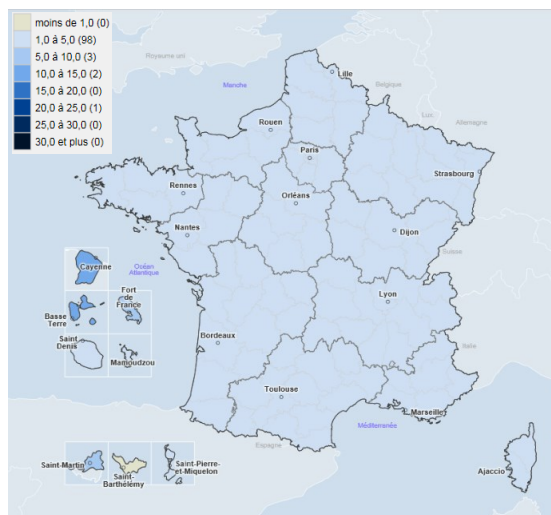 moins de 1,0 (0)
1,0 à 5,0 (98)
5,0 à 10,0 (3)
10,0 à 15,0 (2)
15,0 à 20,0 (0)
20,0 à 25,0 (1)
25,0 à 30,0 (0)
30,0 et plus (0)
Royaume uni
Manche
Lille
Belgique
Lux.
Allemagne
Rouen
Paris
Strasbourg
Rennes
Orléans
Nantes
Dijon
Suisse
Cayenne
Océan
Atlantique
Fort
de
France
Basse
Terre
Lyon
Saint
Denis
Mamoudzou
Bordeaux
Italie
Toulouse
Marseille
Méditerranée
Espagne
Saint-Martin
Saint-
Barthélémy
Saint-Pierre-
et-Miquelon
Ajaccio